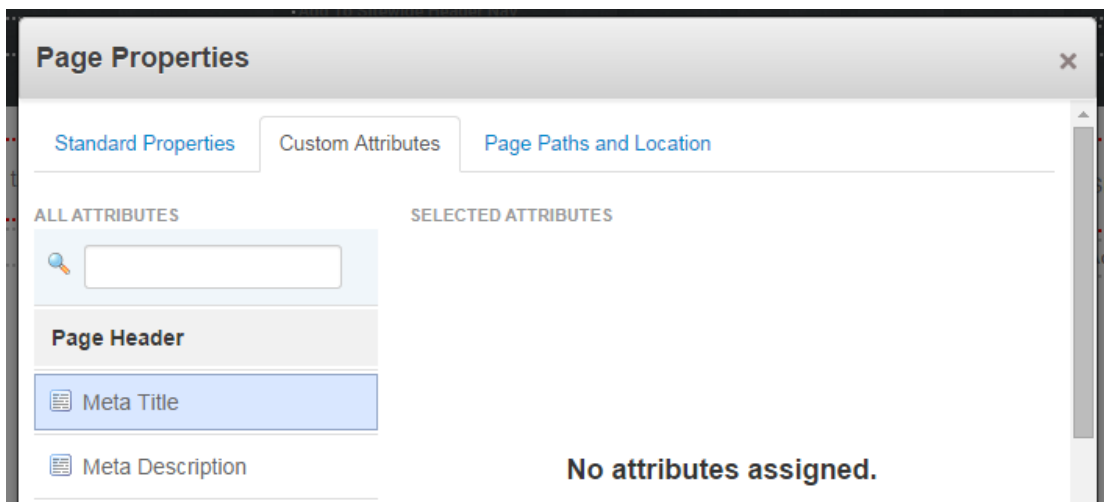 Page Properties
×
Standard Properties
Custom Attributes
Page Paths and Location
ALL ATTRIBUTES
SELECTED ATTRIBUTES
Page Header
Meta Title
Meta Description
No attributes assigned.